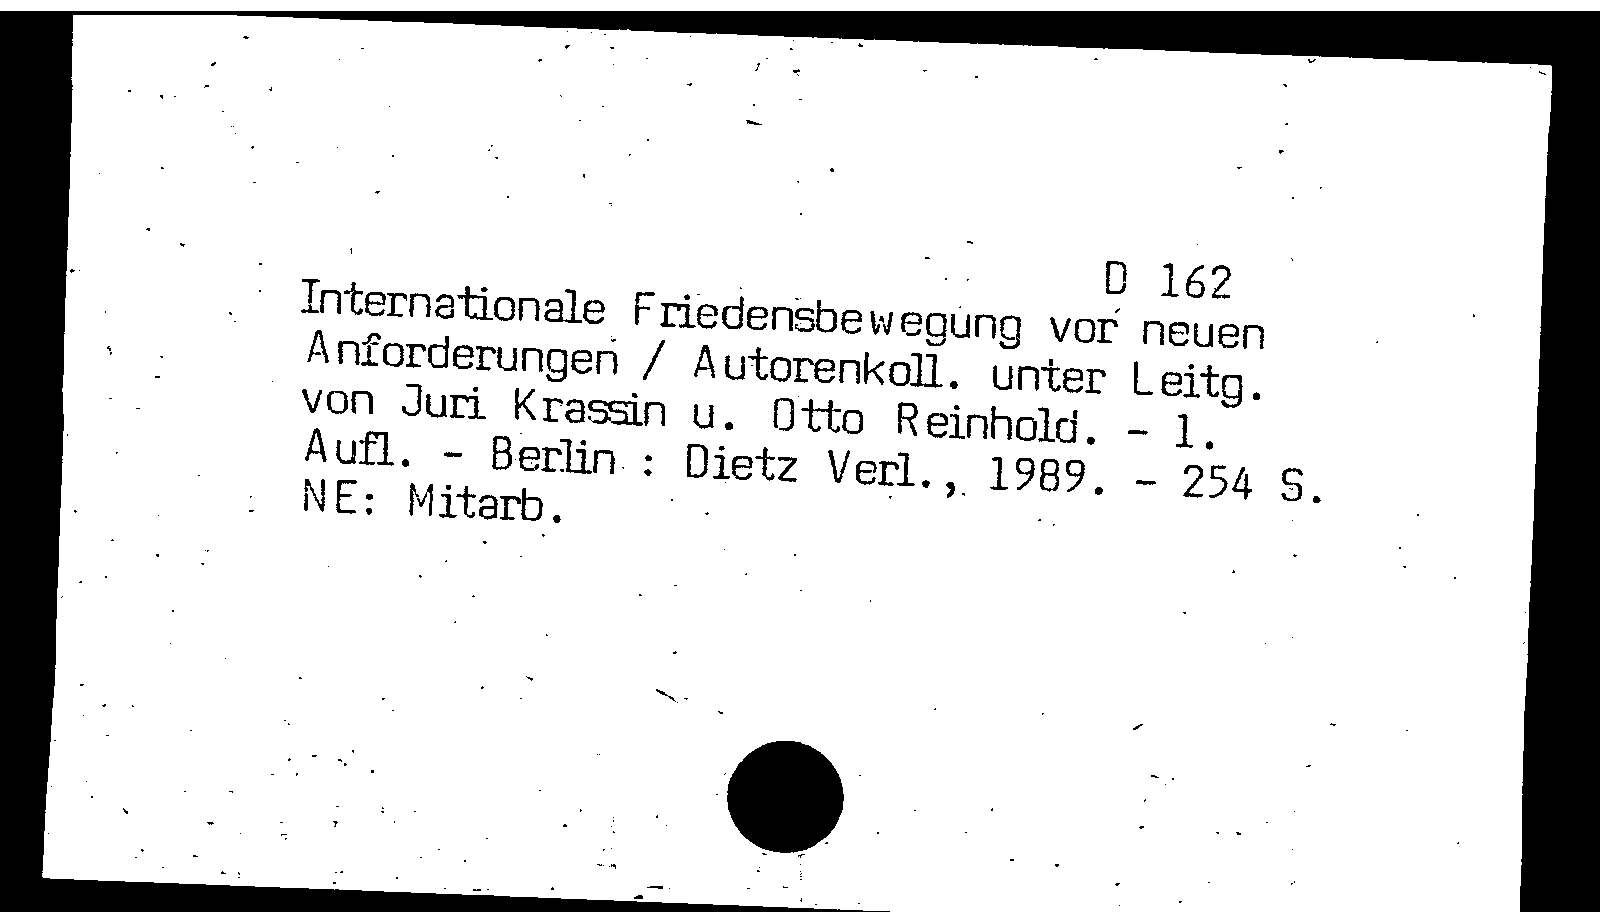 D 162
Internationale Friedensbewegung vor neuen
Anforderungen / Autorenkoll. unter Leitg.
von Juri Krassin u. Otto Reinhold. - 1.
Aufl. - Berlin : Dietz Verl., 1989. - 254 S.
NE: Mitarb.